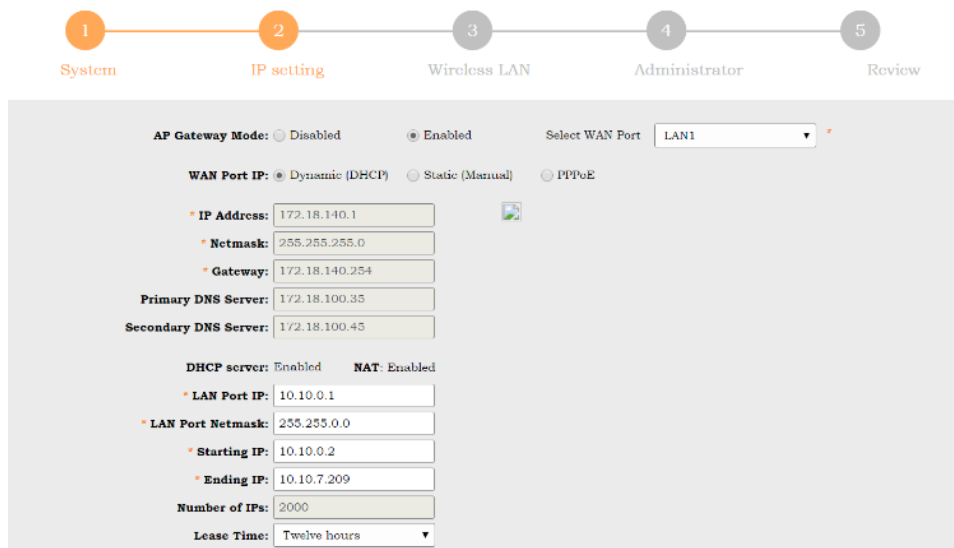 1 2 3 4 5
System IP setting Wireless LAN Administrator Review
AP Gateway Mode: Disabled Enabled Select WAN Port LAN1 *
WAN Port IP: Dynamic (DHCP) Static (Manual) PPPoE
* IP Address: 172.18.140.1
* Netmask: 255.255.255.0
* Gateway: 172.18.140.254
Primary DNS Server: 172.18.100.35
Secondary DNS Server: 172.18.100.45
DHCP server: Enabled NAT: Enabled
* LAN Port IP: 10.10.0.1
* LAN Port Netmask: 255.255.0.0
* Starting IP: 10.10.0.2
* Ending IP: 10.10.7.209
Number of IPs: 2000
Lease Time: Twelve hours